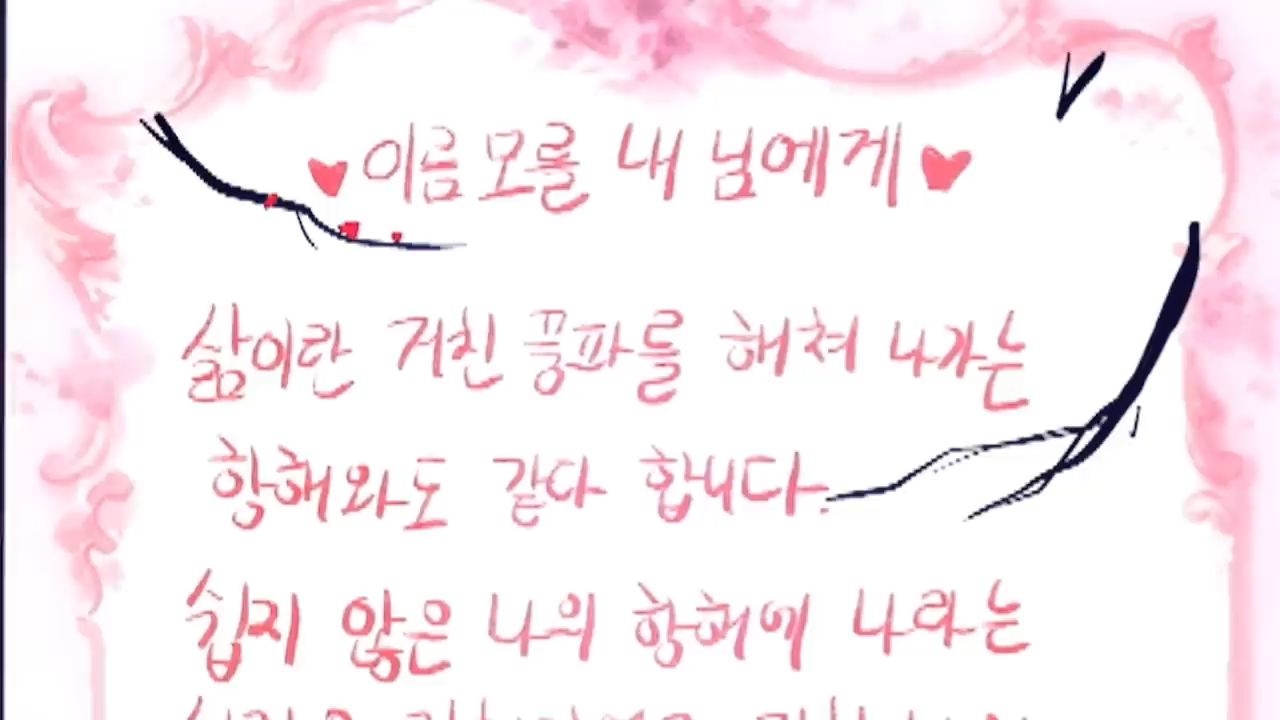 ♥이름모를 내 님에게♥
삶이란 거친 풍파를 해쳐 나가는
항해와도 같다 합니다.
쉽지 않은 나의 항해에 나라는